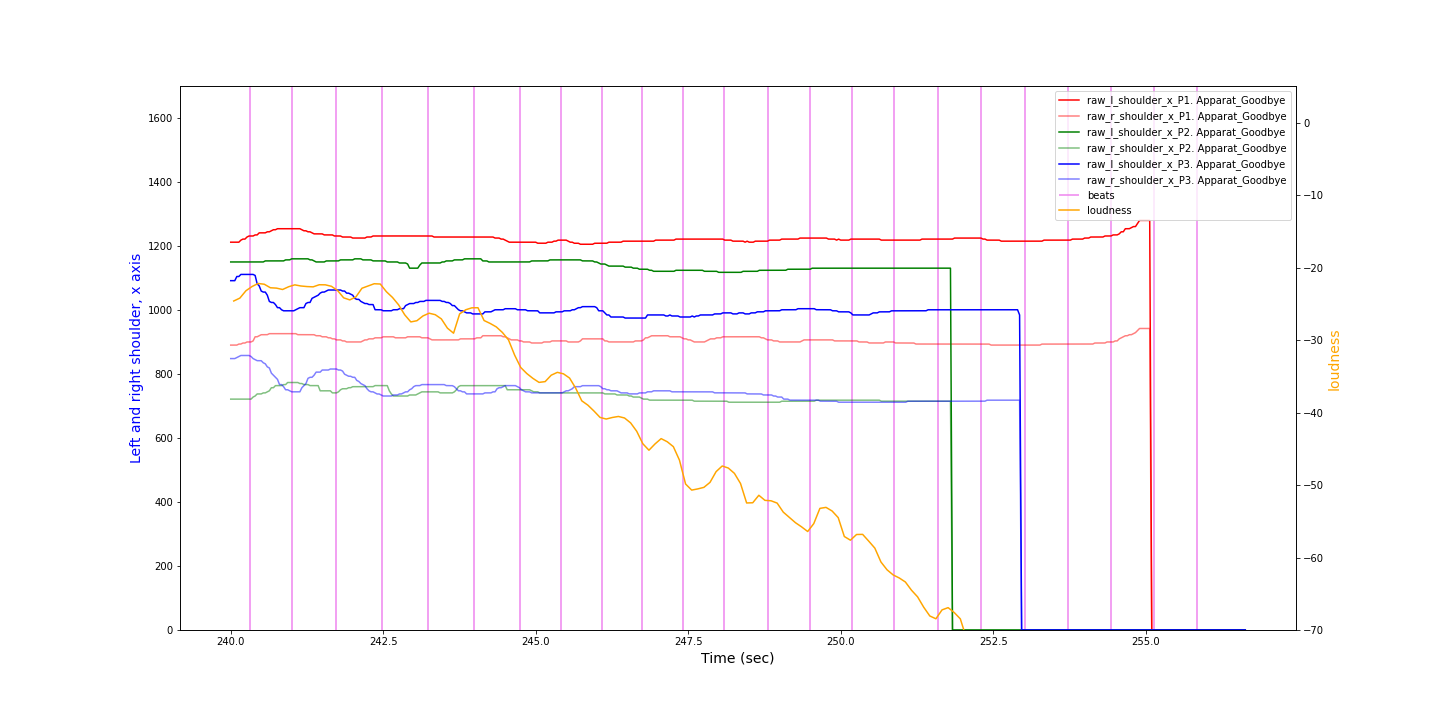 1600
1400
1200
1000
800
600
400
200
0
Left and right shoulder, x axis
raw_l_shoulder_x_P1. Apparat_Goodbye
raw_r_shoulder_x_P1. Apparat_Goodbye
raw_l_shoulder_x_P2. Apparat_Goodbye
raw_r_shoulder_x_P2. Apparat_Goodbye
raw_l_shoulder_x_P3. Apparat_Goodbye
raw_r_shoulder_x_P3. Apparat_Goodbye
beats
loudness
0
−10
−20
−30
−40
−50
−60
−70
loudness
240.0 242.5 245.0 247.5 250.0 252.5 255.0
Time (sec)